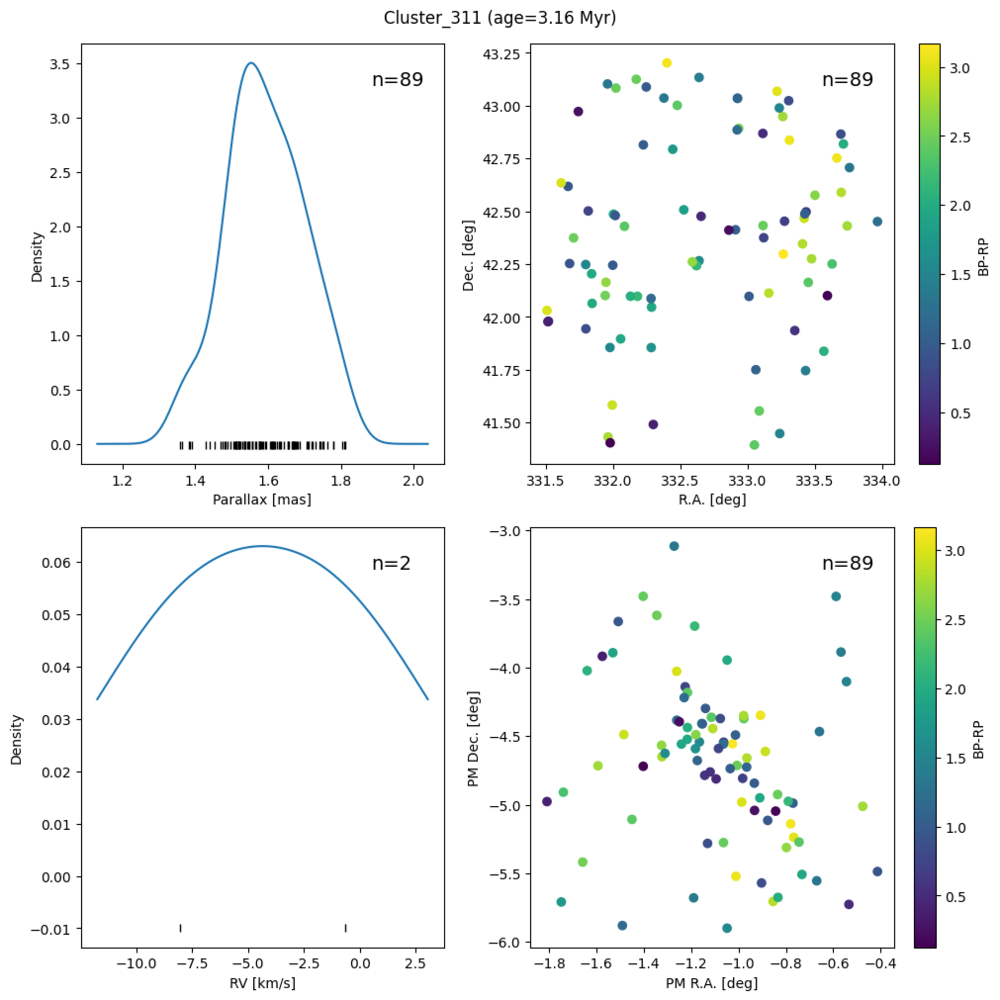 Cluster_311 (age=3.16 Myr)
n=89
Density
3.5
3.0
2.5
2.0
1.5
1.0
0.5
0.0
1.2 1.4 1.6 1.8 2.0
Parallax [mas]
n=89
Dec. [deg]
43.25
43.00
42.75
42.50
42.25
42.00
41.75
41.50
331.5 332.0 332.5 333.0 333.5 334.0
R.A. [deg]
3.0
2.5
2.0
1.5
1.0
0.5
BP-RP
n=2
Density
0.06
0.05
0.04
0.03
0.02
0.01
0.00
−0.01
−10.0 −7.5 −5.0 −2.5 0.0 2.5
RV [km/s]
n=89
PM Dec. [deg]
−3.0
−3.5
−4.0
−4.5
−5.0
−5.5
−6.0
−1.8 −1.6 −1.4 −1.2 −1.0 −0.8 −0.6 −0.4
PM R.A. [deg]
3.0
2.5
2.0
1.5
1.0
0.5
BP-RP